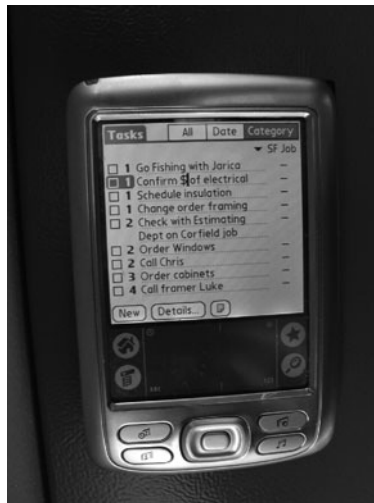 Tasks All Date Category
SF Job
1 Go Fishing with Jarica
1 Confirm $ of electrical
1 Schedule insulation
1 Change order framing
2 Check with Estimating
Dept on Corfield job
2 Order Windows
2 Call Chris
3 Order cabinets
4 Call framer Luke
New Details...
ABC 123